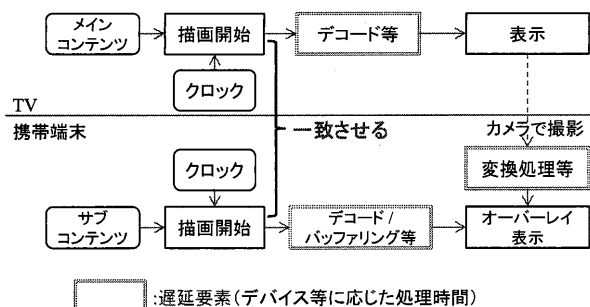 メイン
コンテンツ
描画開始
デコード等
表示
クロック
TV
携帯端末
一致させる
カメラで撮影
クロック
変換処理等
サブ
コンテンツ
描画開始
デコード /
バッファリング等
オーバーレイ
表示
:遅延要素(デバイス等に応じた処理時間)